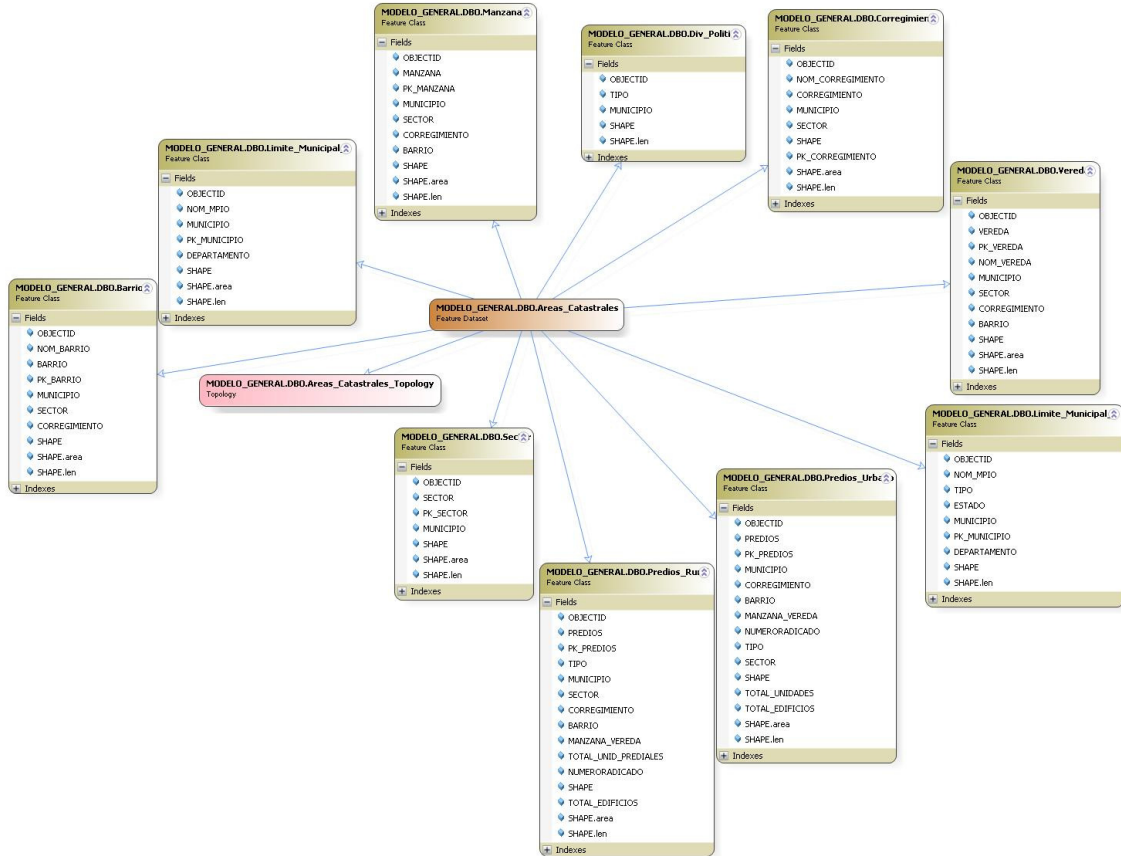 MODELO_GENERAL.DBO.Manzana
Feature Class
Fields
OBJECTID
MANZANA
PK_MANZANA
MUNICIPIO
SECTOR
CORREGIMIENTO
BARRIO
SHAPE
SHAPE.area
SHAPE.len
Indexes
MODELO_GENERAL.DBO.Div_Politi
Feature Class
Fields
OBJECTID
TIPO
MUNICIPIO
SHAPE
SHAPE.len
Indexes
MODELO_GENERAL.DBO.Corregimien
Feature Class
Fields
OBJECTID
NOM_CORREGIMIENTO
CORREGIMIENTO
MUNICIPIO
SECTOR
SHAPE
PK_CORREGIMIENTO
SHAPE.area
SHAPE.len
Indexes
MODELO_GENERAL.DBO.Limite_Municipal_
Feature Class
Fields
OBJECTID
NOM_MPIO
MUNICIPIO
PK_MUNICIPIO
DEPARTAMENTO
SHAPE
SHAPE.area
SHAPE.len
Indexes
MODELO_GENERAL.DBO.Vereda
Feature Class
Fields
OBJECTID
VEREDA
PK_VEREDA
NOM_VEREDA
MUNICIPIO
SECTOR
CORREGIMIENTO
BARRIO
SHAPE
SHAPE.area
SHAPE.len
Indexes
MODELO_GENERAL.DBO.Barrio
Feature Class
Fields
OBJECTID
NOM_BARRIO
BARRIO
PK_BARRIO
MUNICIPIO
SECTOR
CORREGIMIENTO
SHAPE
SHAPE.area
SHAPE.len
Indexes
MODELO_GENERAL.DBO.Areas_Catastrales
Feature Dataset
MODELO_GENERAL.DBO.Areas_Catastrales_Topology
Topology
MODELO_GENERAL.DBO.Sector
Feature Class
Fields
OBJECTID
SECTOR
PK_SECTOR
MUNICIPIO
SHAPE
SHAPE.area
SHAPE.len
Indexes
MODELO_GENERAL.DBO.Limite_Municipal_
Feature Class
Fields
OBJECTID
NOM_MPIO
TIPO
ESTADO
MUNICIPIO
PK_MUNICIPIO
DEPARTAMENTO
SHAPE
SHAPE.len
Indexes
MODELO_GENERAL.DBO.Predios_Urbano
Feature Class
Fields
OBJECTID
PREDIOS
PK_PREDIOS
MUNICIPIO
CORREGIMIENTO
BARRIO
MANZANA_VEREDA
NUMERORADICADO
TIPO
SECTOR
SHAPE
TOTAL_UNIDADES
TOTAL_EDIFICIOS
SHAPE.area
SHAPE.len
Indexes
MODELO_GENERAL.DBO.Predios_Rur
Feature Class
Fields
OBJECTID
PREDIOS
PK_PREDIOS
TIPO
MUNICIPIO
SECTOR
CORREGIMIENTO
BARRIO
MANZANA_VEREDA
TOTAL_UNID_PREDIALES
NUMERORADICADO
SHAPE
TOTAL_EDIFICIOS
SHAPE.area
SHAPE.len
Indexes